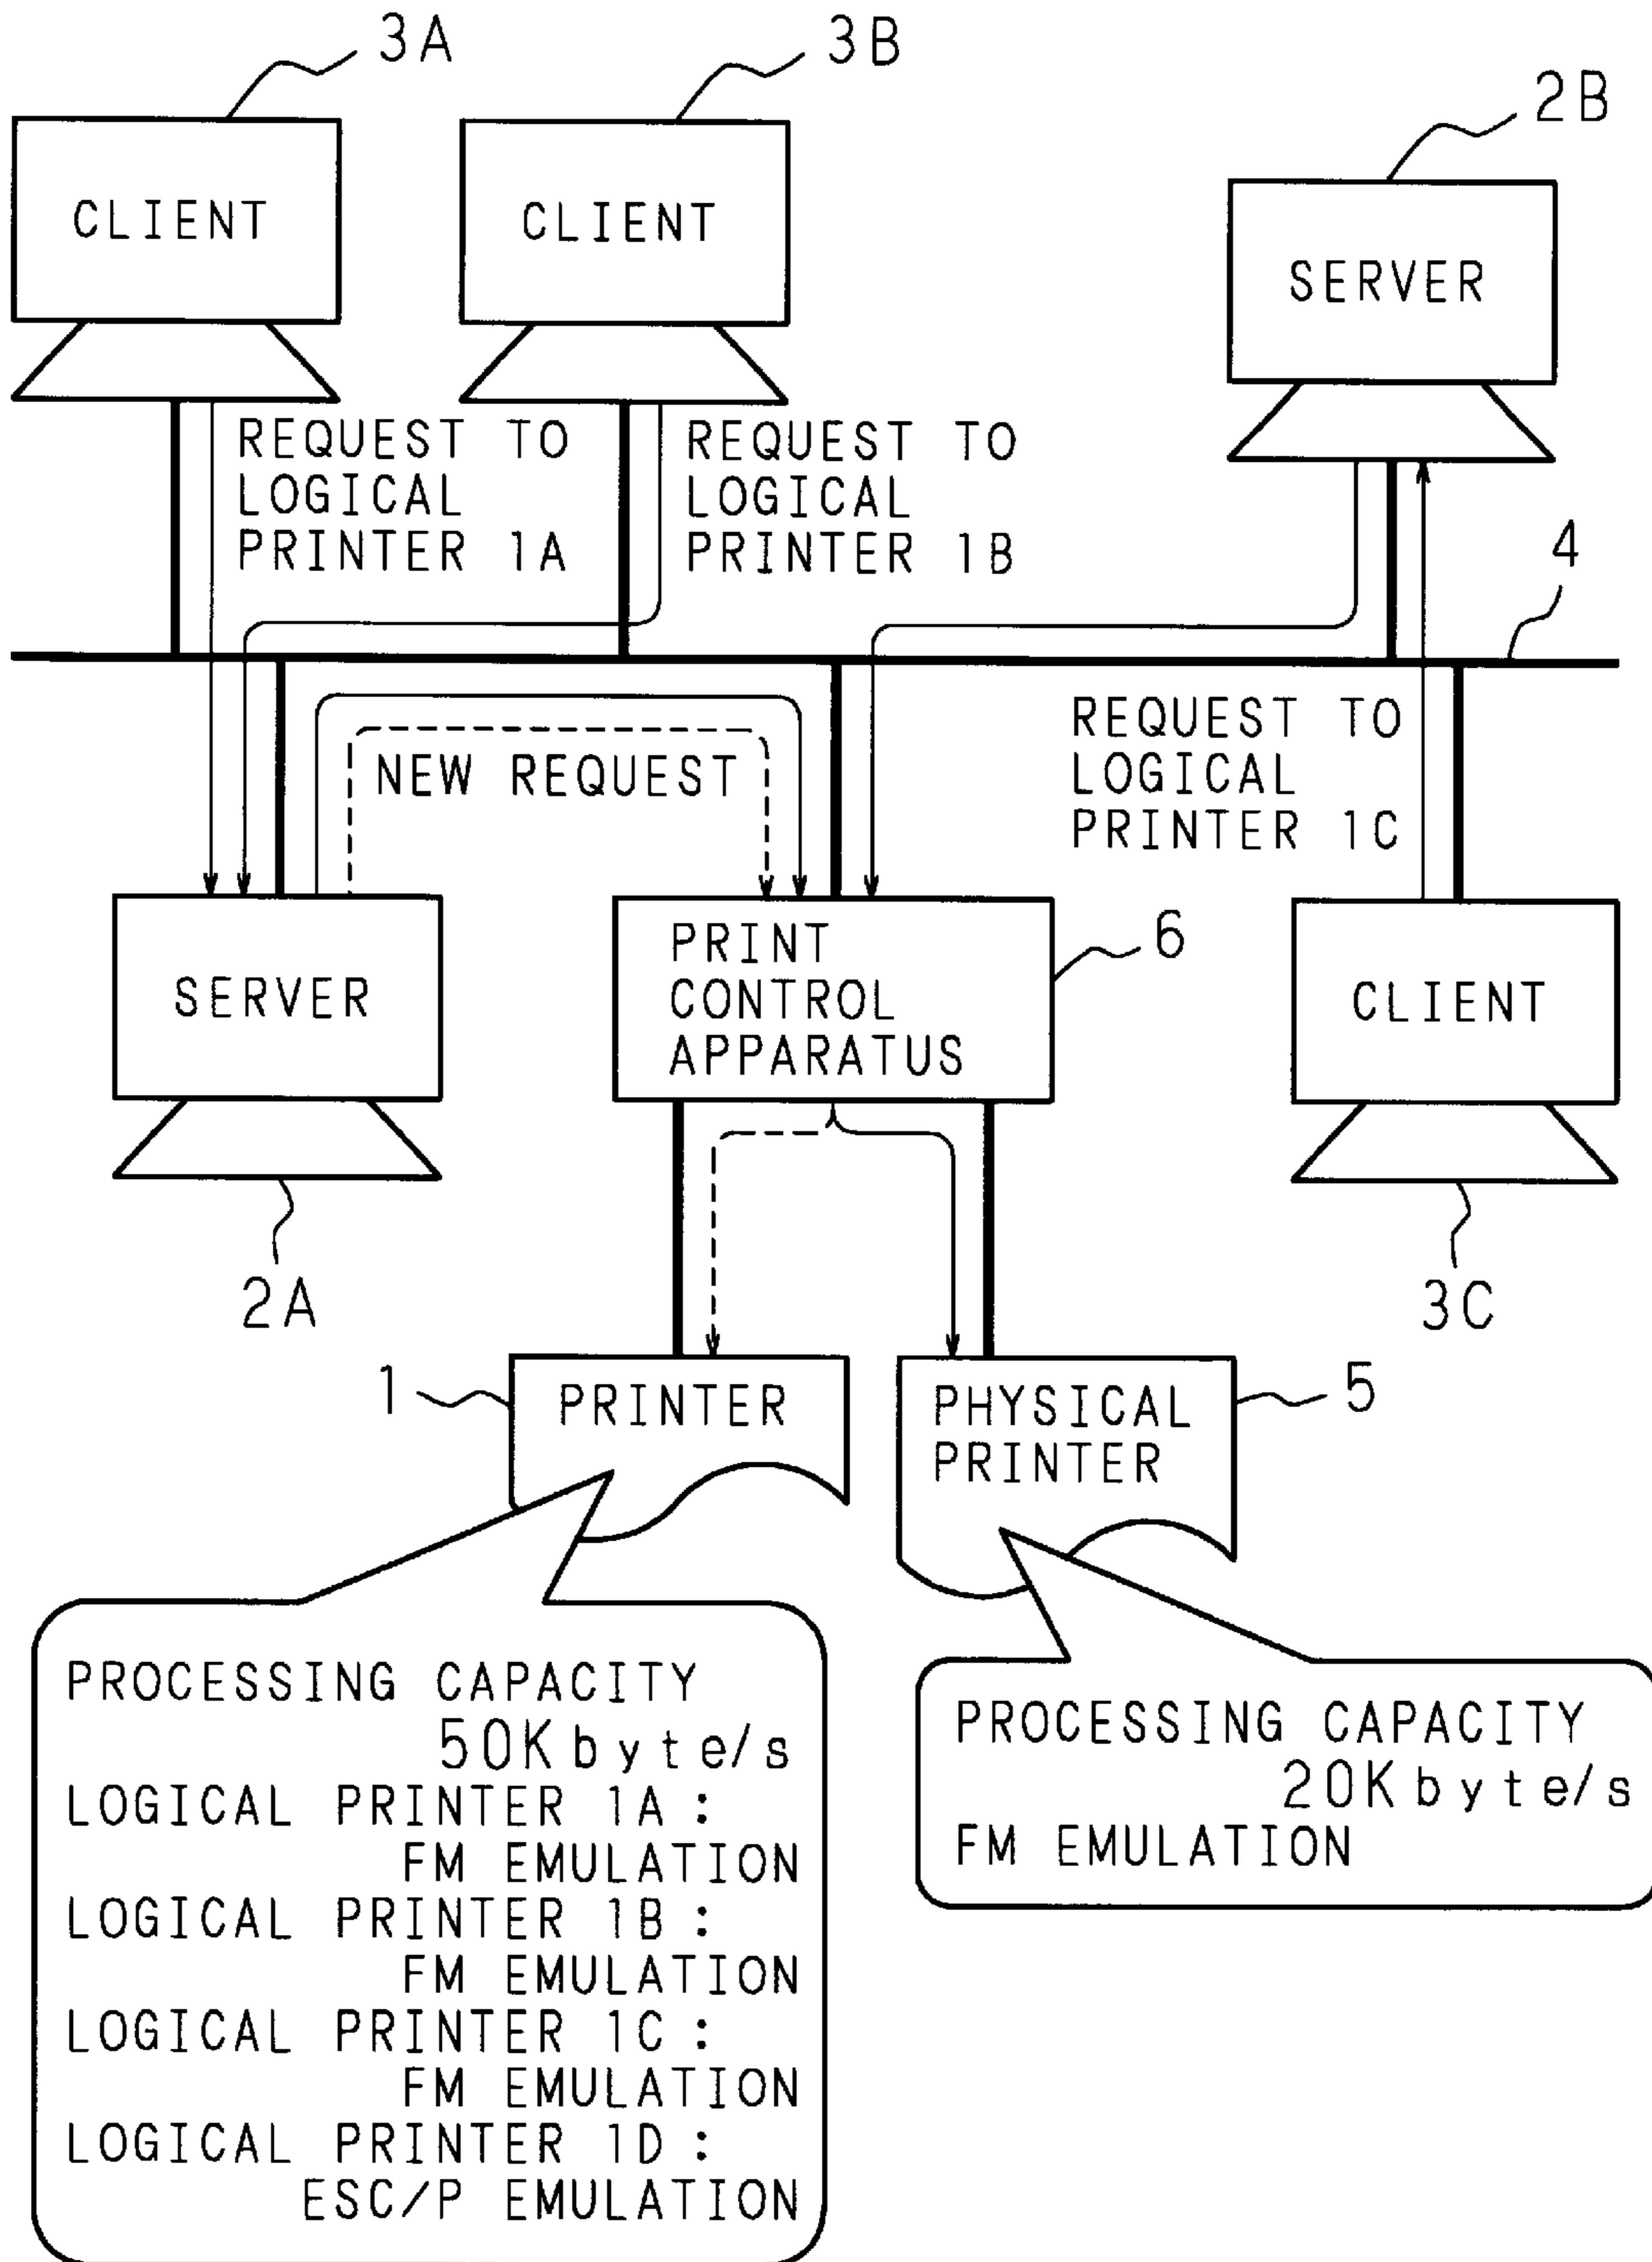 3A
3B
2B
CLIENT
CLIENT
SERVER
REQUEST TO
LOGICAL
PRINTER 1A
REQUEST TO
LOGICAL
PRINTER 1B
4
NEW REQUEST
REQUEST TO
LOGICAL
PRINTER 1C
SERVER
PRINT
CONTROL
APPARATUS
6
CLIENT
2A
3C
1
PRINTER
PHYSICAL
PRINTER
5
PROCESSING CAPACITY
50Kbyte/s
LOGICAL PRINTER 1A :
FM EMULATION
LOGICAL PRINTER 1B :
FM EMULATION
LOGICAL PRINTER 1C :
FM EMULATION
LOGICAL PRINTER 1D :
ESC/P EMULATION
PROCESSING CAPACITY
20Kbyte/s
FM EMULATION